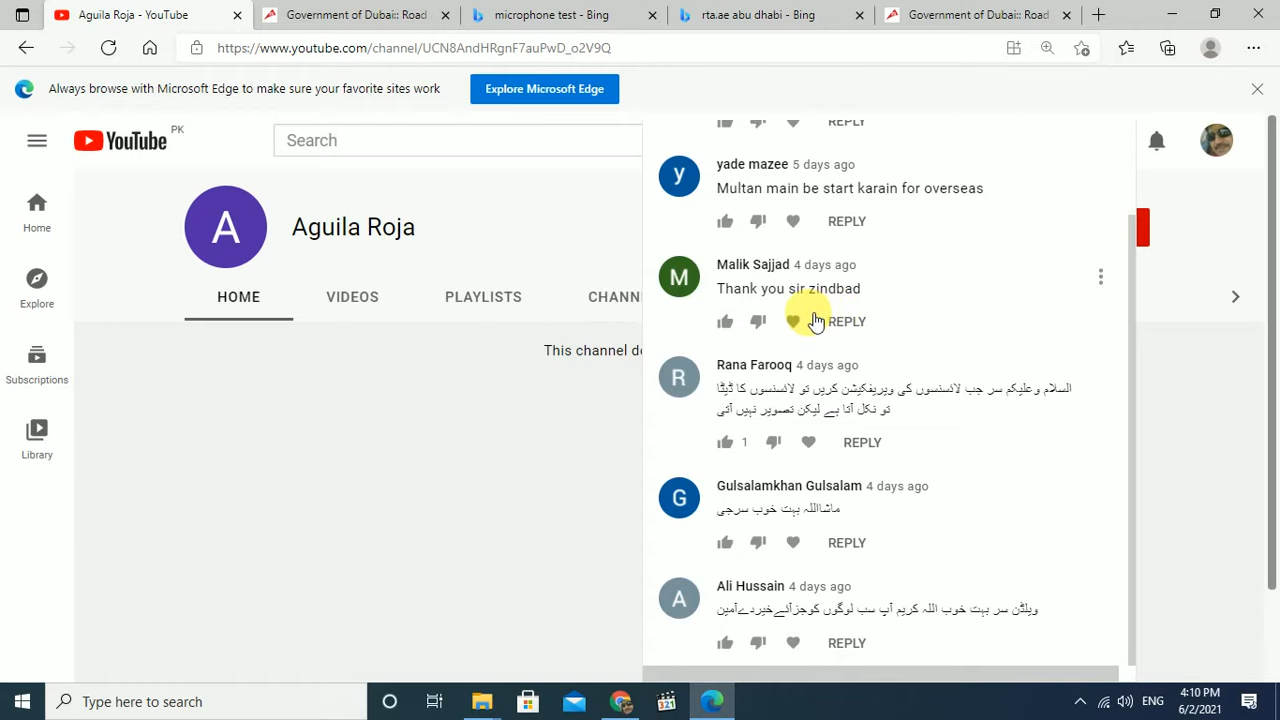 Aguila Roja - YouTube
Government of Dubai:: Road
microphone test - Bing
rta.ae abu dhabi - Bing
Government of Dubai:: Road
https://www.youtube.com/channel/UCN8AndHRgnF7auPwD_o2V9Q
Always browse with Microsoft Edge to make sure your favorite sites work
Explore Microsoft Edge
YouTube PK
Search
REPLY
Home
Explore
Subscriptions
Library
A
Aguila Roja
HOME
VIDEOS
PLAYLISTS
CHANN
This channel do
y
yade mazee 5 days ago
Multan main be start karain for overseas
REPLY
M
Malik Sajjad 4 days ago
Thank you sir zindbad
REPLY
R
Rana Farooq 4 days ago
السلام وعلیکم سر جب لائسنسوں کی ویریفکیشن کریں تو لائسنسوں کا ڈیٹا
تو نکل آتا ہے لیکن تصویر نہیں آتی
1
REPLY
G
Gulsalamkhan Gulsalam 4 days ago
ماشااللہ بہت خوب سرجی
REPLY
A
Ali Hussain 4 days ago
ویلڈن سر بہت خوب اللہ کریم آپ سب لوگوں کوجزائےخیردےآمین
REPLY
Type here to search
321
ENG
4:10 PM
6/2/2021